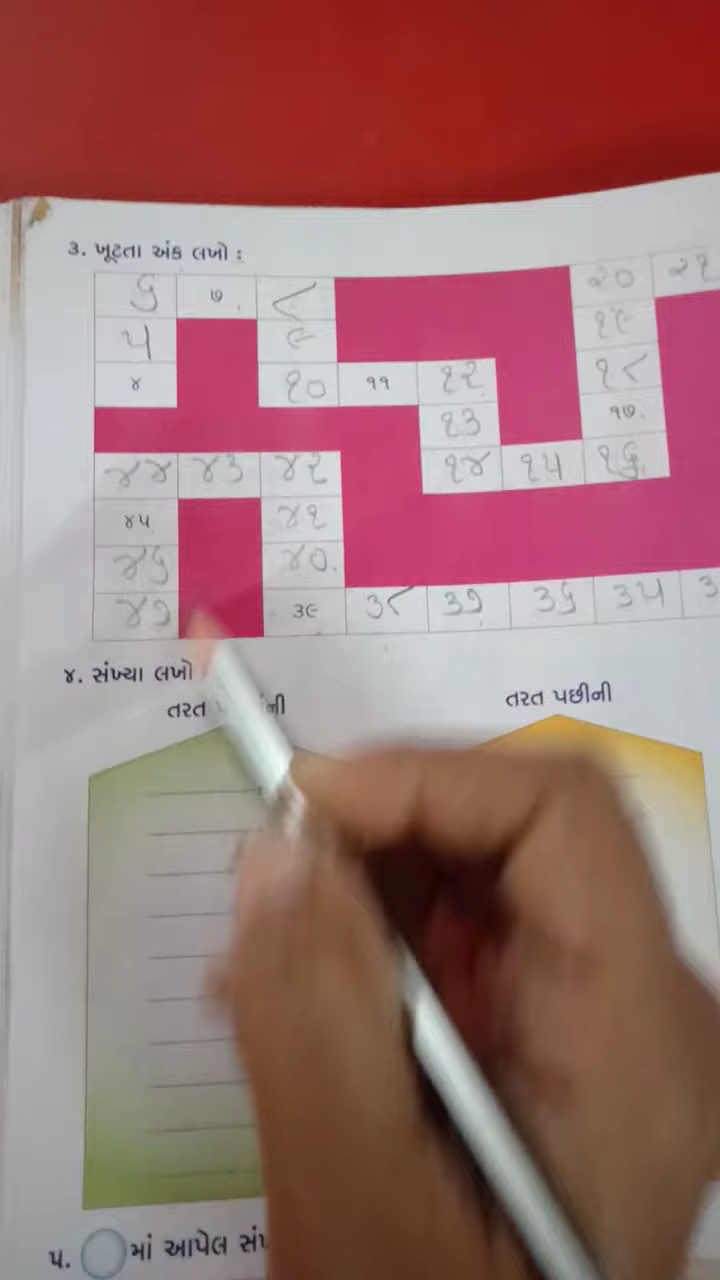 ૩. ખૂટતા અંક લખો :
૬ ૭ ૮ ૨૦ ૨૧
૫ ૯ ૧૯
૪ ૧૦ ૧૧ ૧૨ ૧૮
૧૩ ૧૭
૪૪ ૪૩ ૪૨ ૧૪ ૧૫ ૧૬
૪૫ ૪૧
૪૬ ૪૦
૪૭ ૩૯ ૩૮ ૩૭ ૩૬ ૩૫
૪. સંખ્યા લખો
તરત તરત પછીની
૫. માં આપેલ